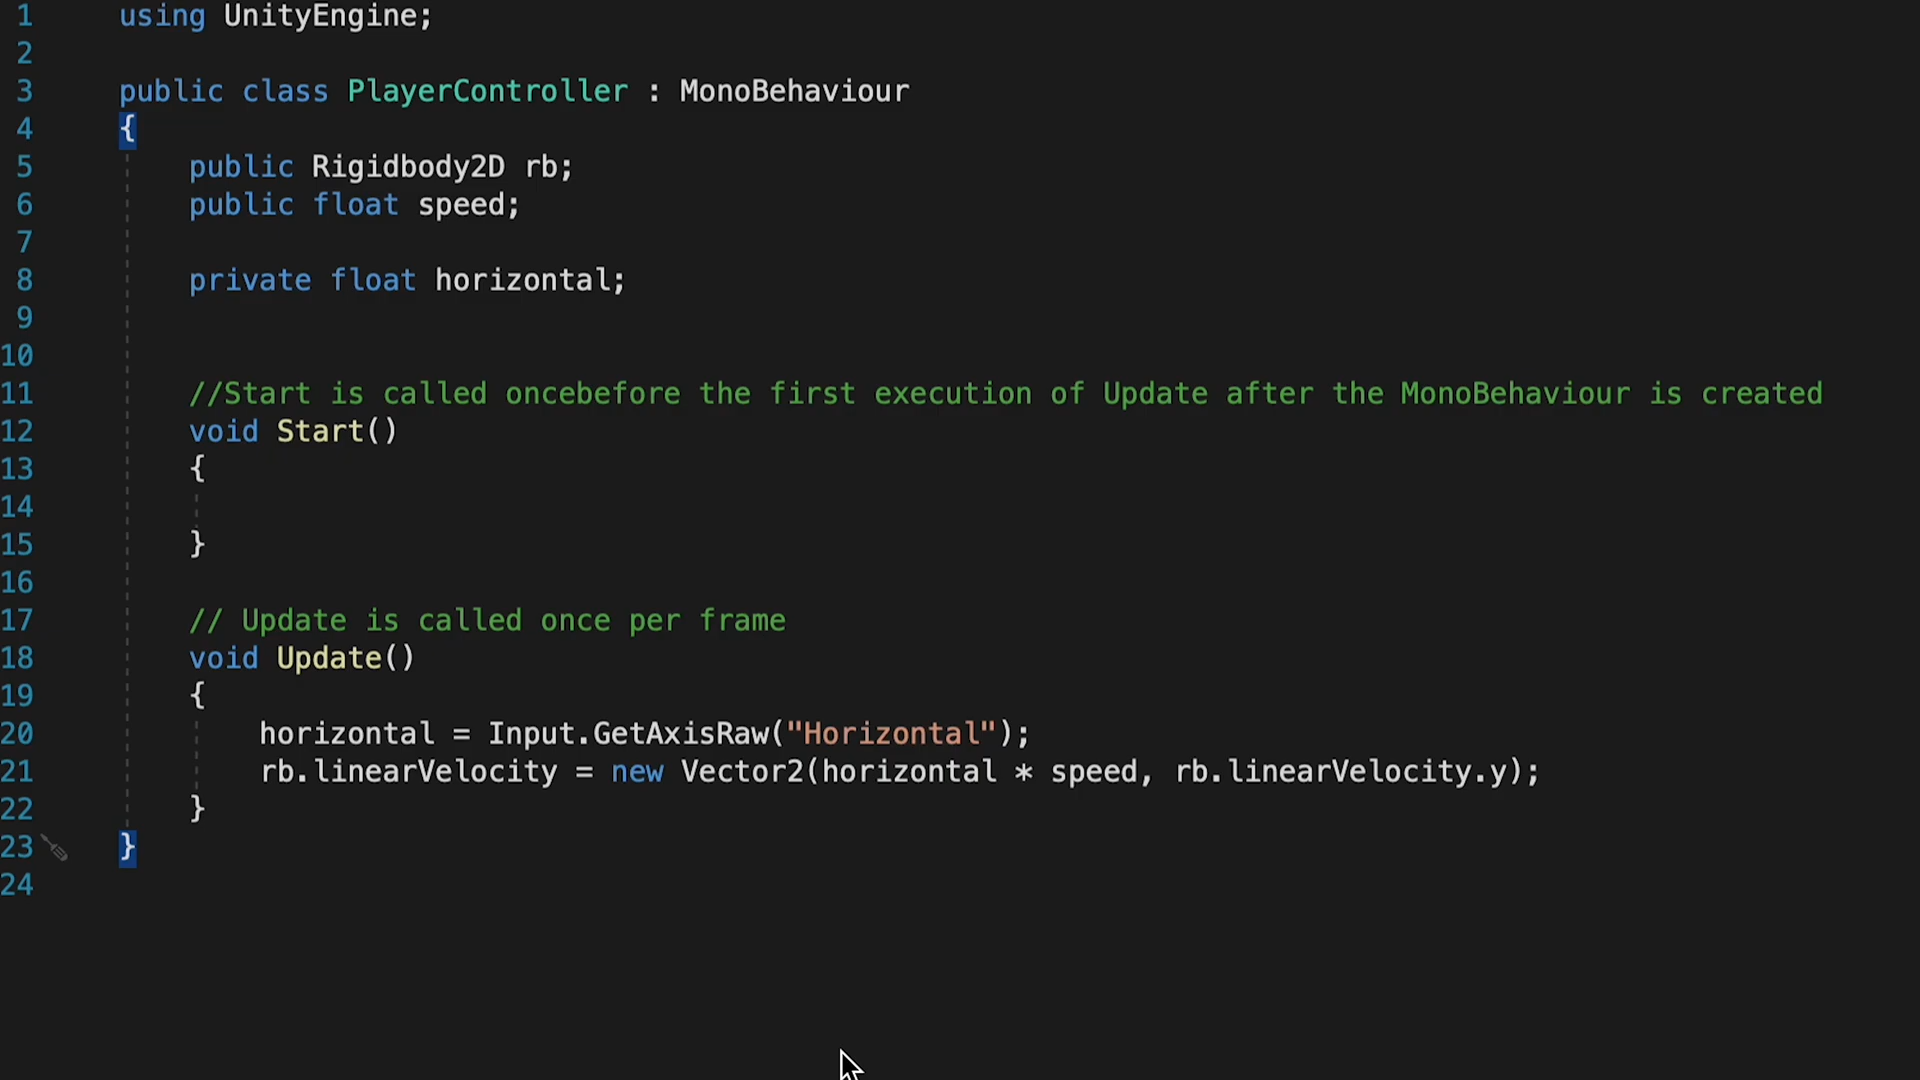 1 using UnityEngine;
2
3 public class PlayerController : MonoBehaviour
4 {
5 public Rigidbody2D rb;
6 public float speed;
7
8 private float horizontal;
9
10
11 //Start is called oncebefore the first execution of Update after the MonoBehaviour is created
12 void Start()
13 {
14
15 }
16
17 // Update is called once per frame
18 void Update()
19 {
20 horizontal = Input.GetAxisRaw("Horizontal");
21 rb.linearVelocity = new Vector2(horizontal * speed, rb.linearVelocity.y);
22 }
23 }
24